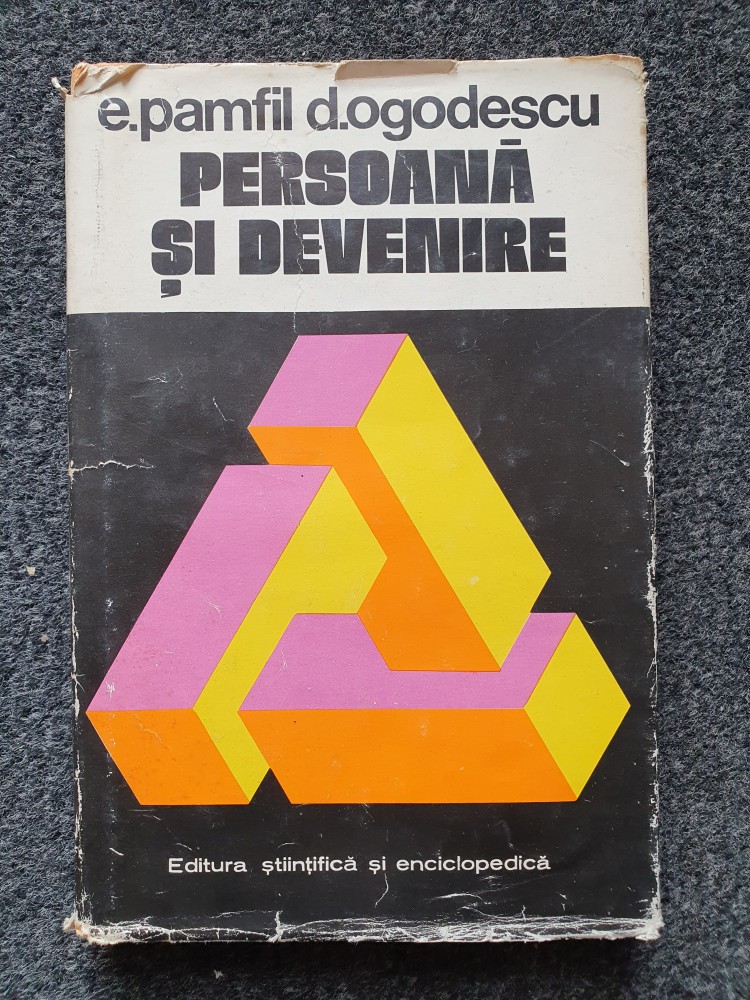 e.pamfil d.ogodescu
PERSOANĂ
ȘI DEVENIRE
Editura științifică și enciclopedică